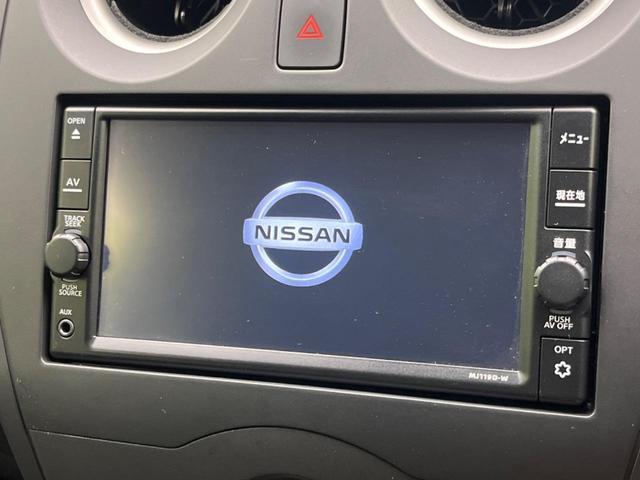 OPEN
AV
TRACK
SEEK
PUSH
SOURCE
AUX
NISSAN
メニュー
現在地
音量
PUSH
AV OFF
OPT
MJ119D-W